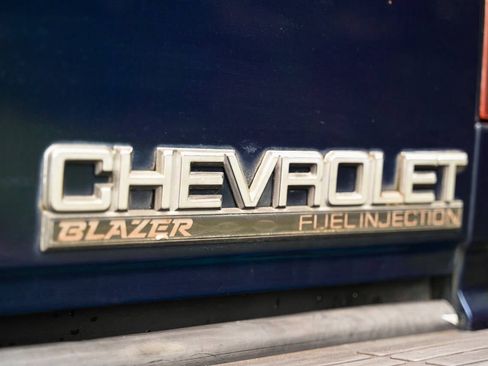 CHEVROLET
BLAZER FUEL INJECTION